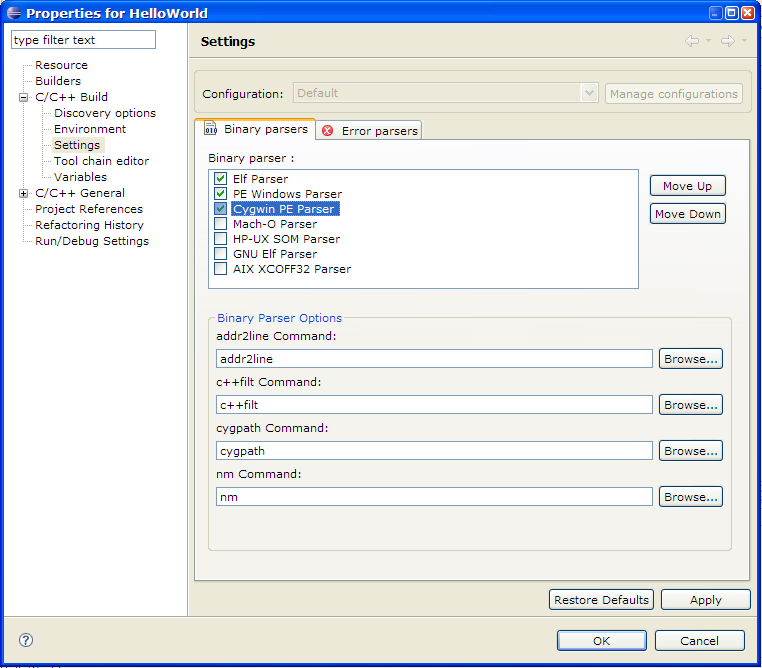 Properties for HelloWorld
type filter text
Resource
Builders
C/C++ Build
Discovery options
Environment
Settings
Tool chain editor
Variables
C/C++ General
Project References
Refactoring History
Run/Debug Settings
Settings
Configuration: Default Manage configurations
Binary parsers Error parsers
Binary parser :
Elf Parser
PE Windows Parser
Cygwin PE Parser
Mach-O Parser
HP-UX SOM Parser
GNU Elf Parser
AIX XCOFF32 Parser
Move Up
Move Down
Binary Parser Options
addr2line Command:
addr2line Browse...
c++filt Command:
c++filt Browse...
cygpath Command:
cygpath Browse...
nm Command:
nm Browse...
Restore Defaults Apply
? OK Cancel